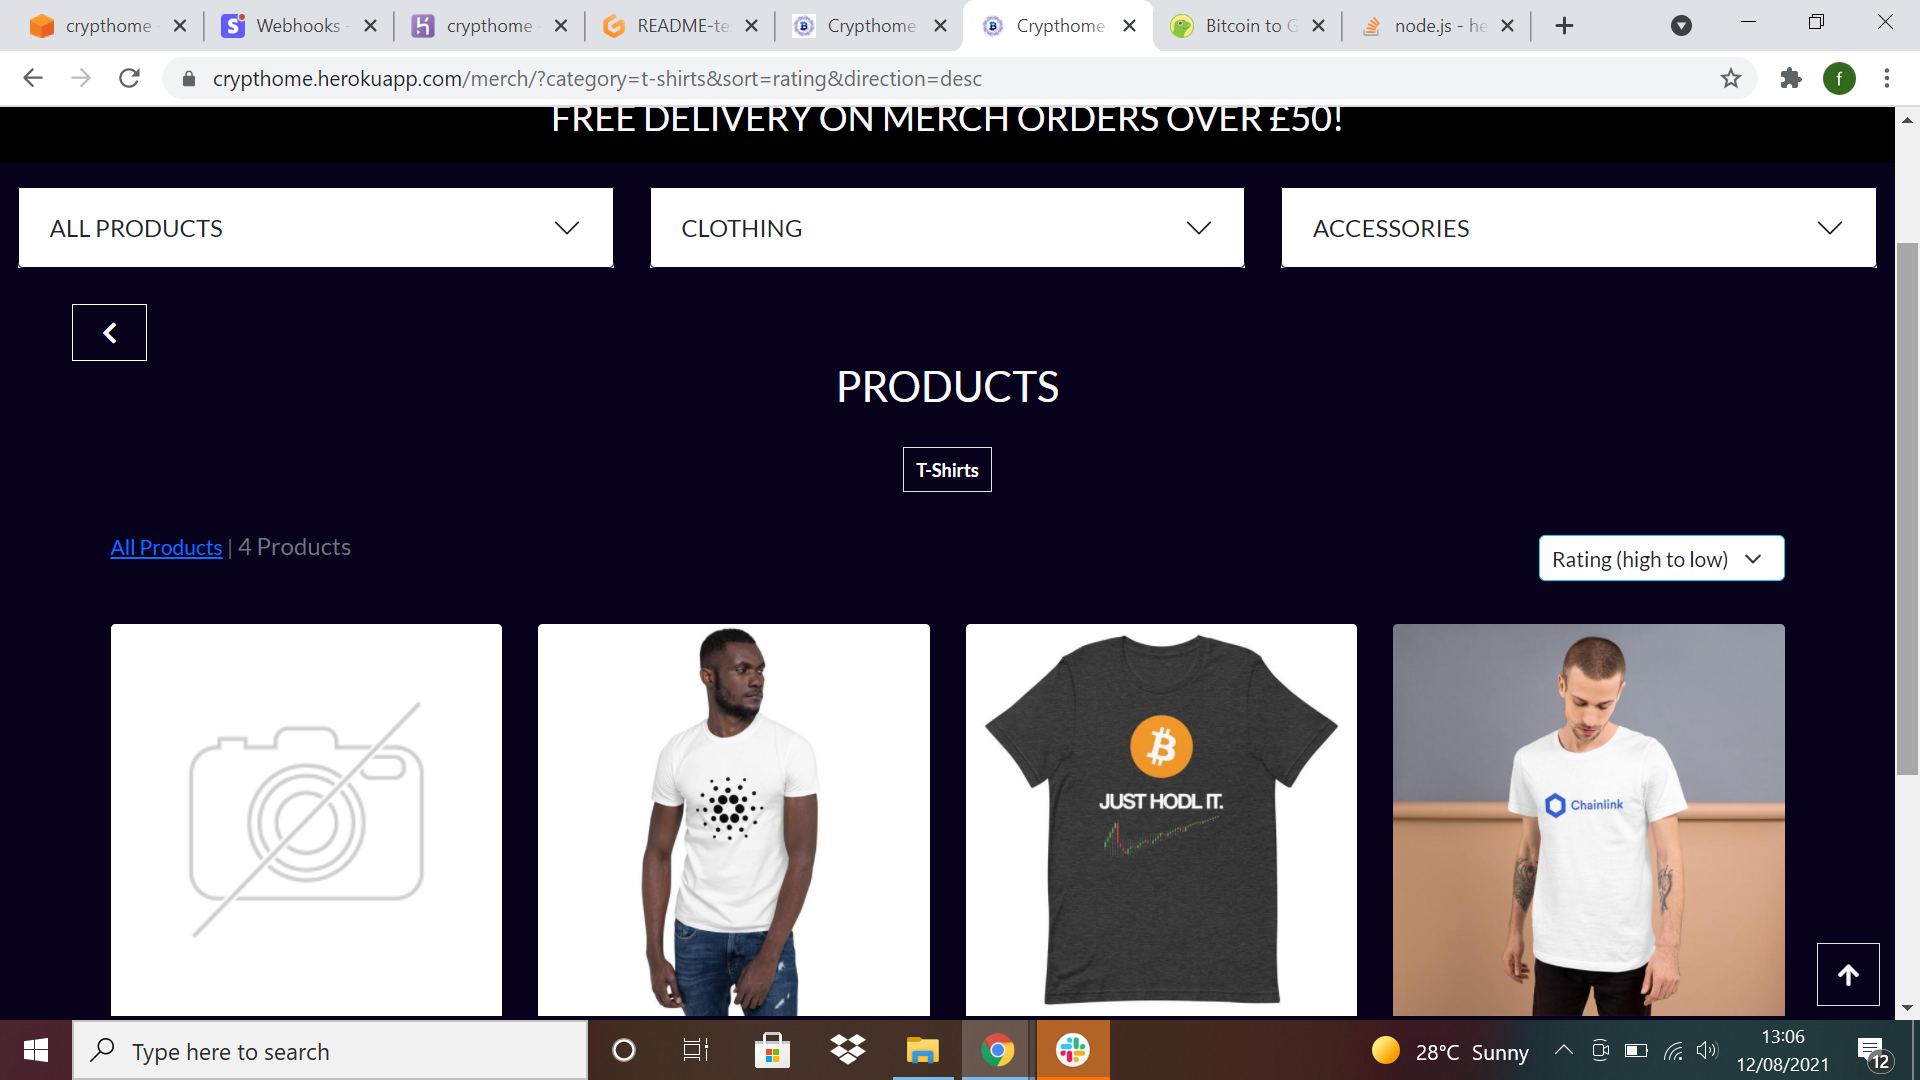 crypthome
Webhooks -
crypthome
README-te
Crypthome
Crypthome
Bitcoin to G
node.js - he
crypthome.herokuapp.com/merch/?category=t-shirts&sort=rating&direction=desc
f
FREE DELIVERY ON MERCH ORDERS OVER £50!
ALL PRODUCTS
CLOTHING
ACCESSORIES
PRODUCTS
T-Shirts
All Products | 4 Products
Rating (high to low)
JUST HODL IT.
Chainlink
Type here to search
28°C Sunny
13:06
12/08/2021
12